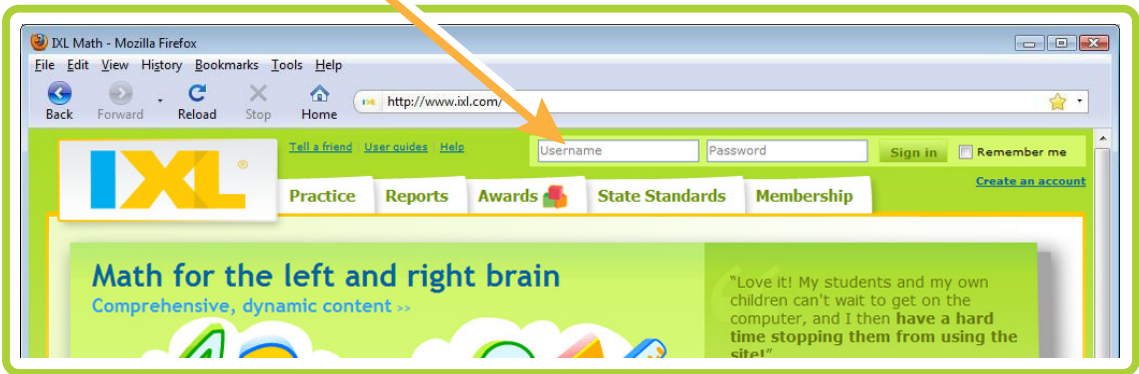 IXL Math - Mozilla Firefox
File Edit View History Bookmarks Tools Help
http://www.ixl.com/
Back Forward Reload Stop Home
Tell a friend User guides Help Username Password Sign in Remember me
IXL ®
Create an account
Practice Reports Awards State Standards Membership
Math for the left and right brain
Comprehensive, dynamic content >>
"Love it! My students and my own
children can't wait to get on the
computer, and I then have a hard
time stopping them from using the
site!"